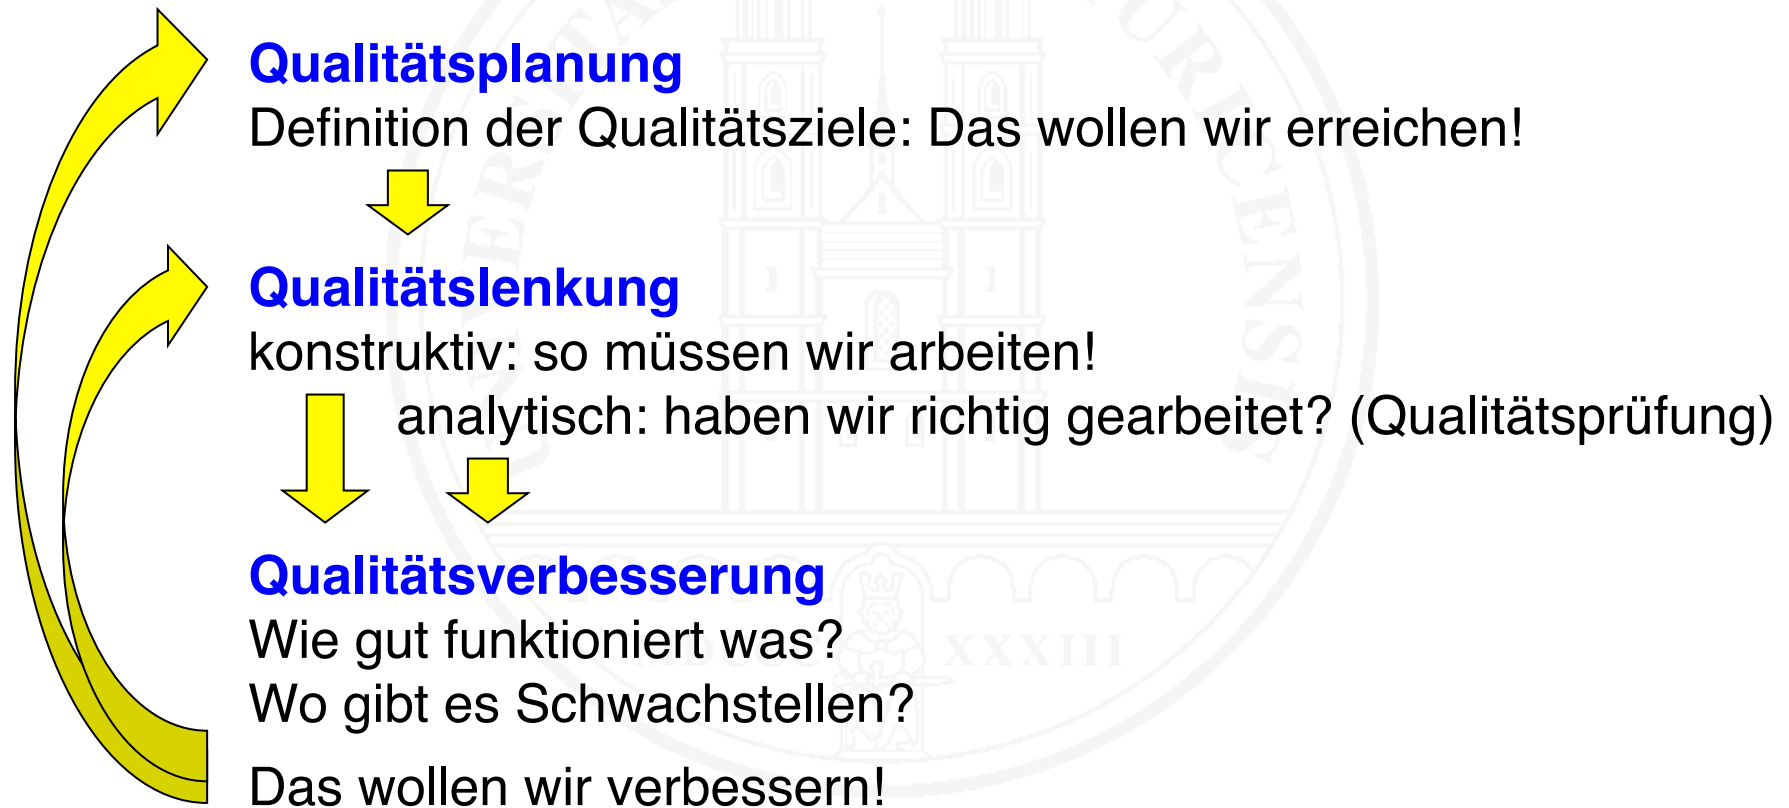 Qualitätsplanung
Definition der Qualitätsziele: Das wollen wir erreichen!
Qualitätslenkung
konstruktiv: so müssen wir arbeiten!
analytisch: haben wir richtig gearbeitet? (Qualitätsprüfung)
Qualitätsverbesserung
Wie gut funktioniert was?
Wo gibt es Schwachstellen?
Das wollen wir verbessern!
XXXIII